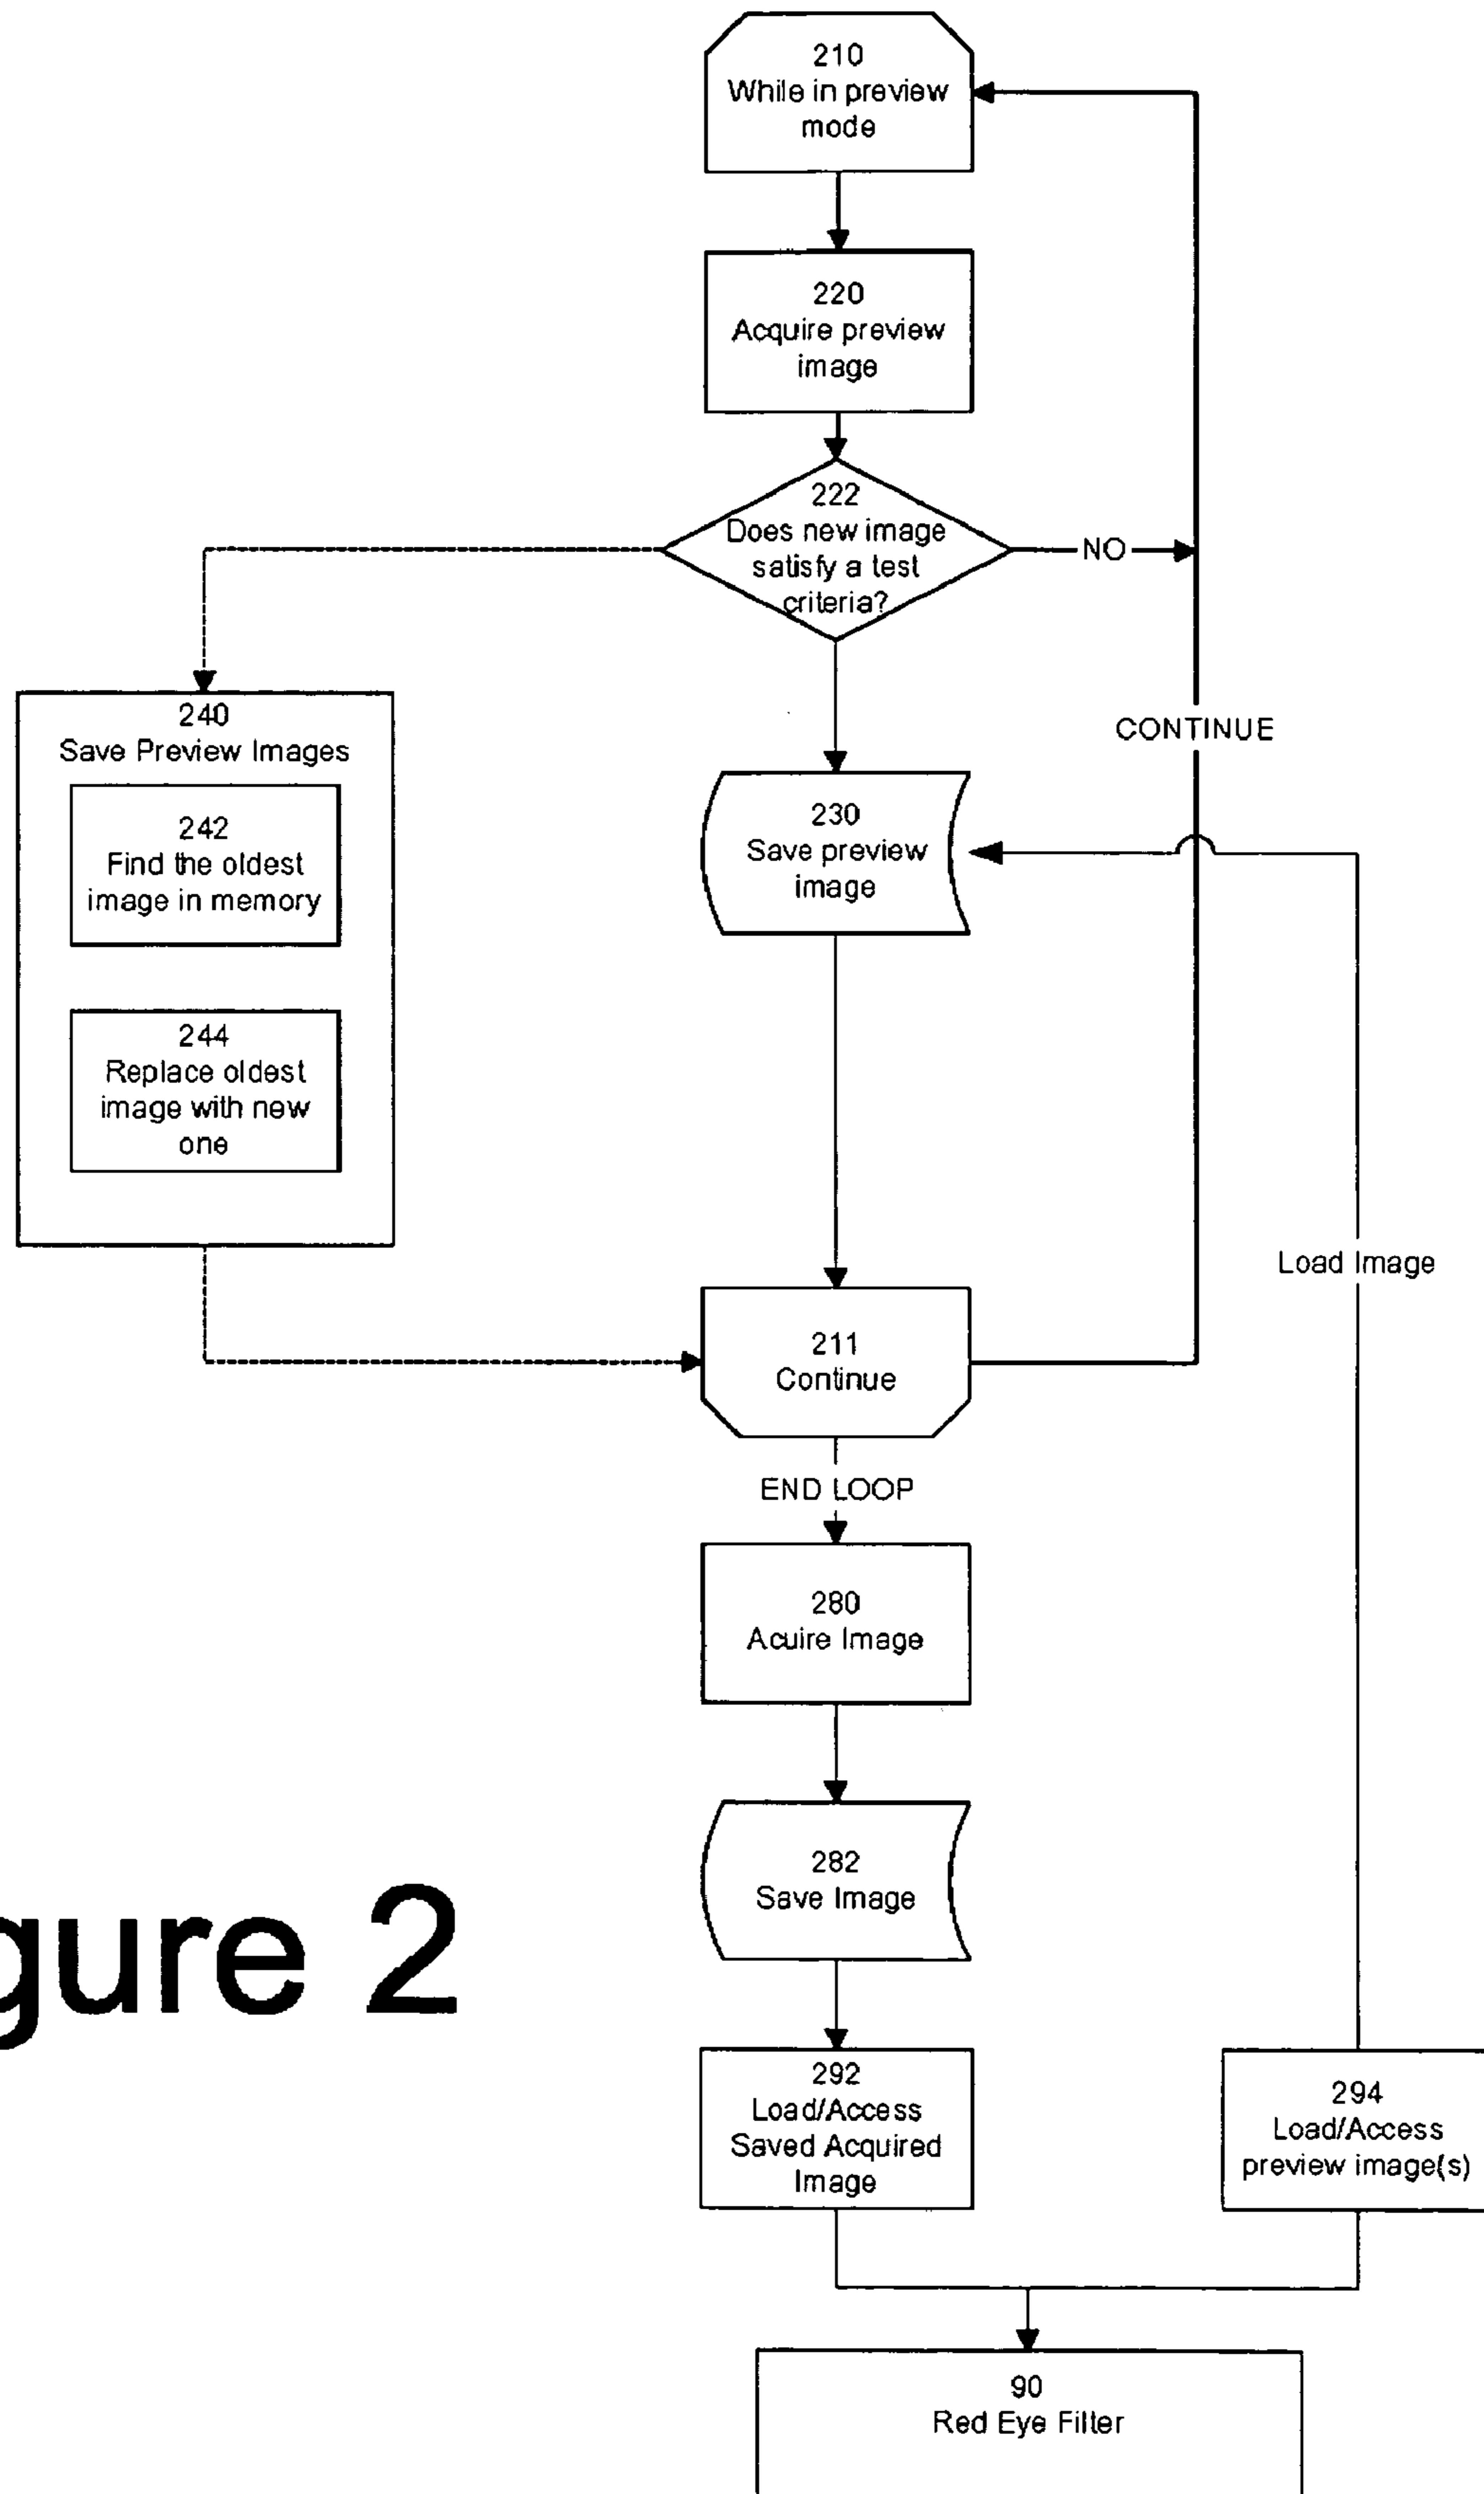 210
While in preview
mode
220
Acquire preview
image
222
Does new image
satisfy a test
criteria?
NO
CONTINUE
240
Save Preview Images
242
Find the oldest
image in memory
244
Replace oldest
image with new
one
230
Save preview
image
Load Image
211
Continue
END LOOP
280
Acuire Image
282
Save Image
gure 2
292
Load/Access
Saved Acquired
Image
294
Load/Access
preview image(s)
90
Red Eye Filter